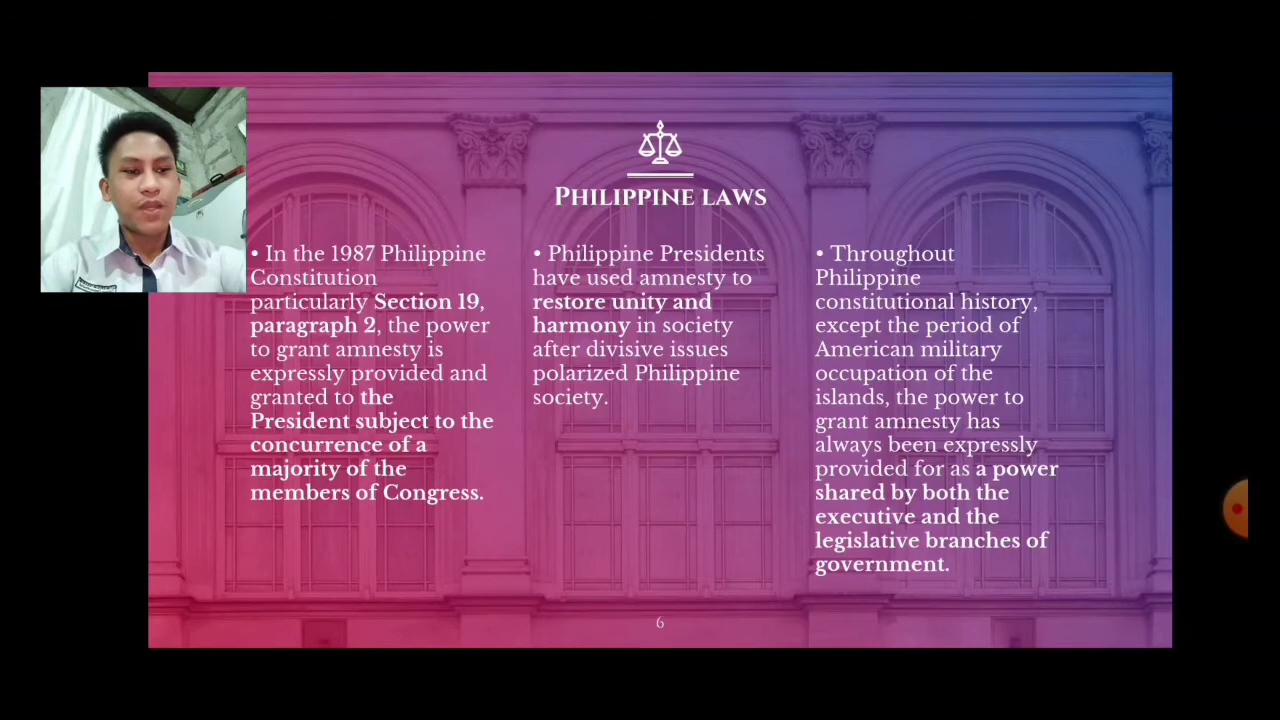 PHILIPPINE LAWS
• In the 1987 Philippine
Constitution
particularly Section 19,
paragraph 2, the power
to grant amnesty is
expressly provided and
granted to the
President subject to the
concurrence of a
majority of the
members of Congress.
• Philippine Presidents
have used amnesty to
restore unity and
harmony in society
after divisive issues
polarized Philippine
society.
• Throughout
Philippine
constitutional history,
except the period of
American military
occupation of the
islands, the power to
grant amnesty has
always been expressly
provided for as a power
shared by both the
executive and the
legislative branches of
government.
6